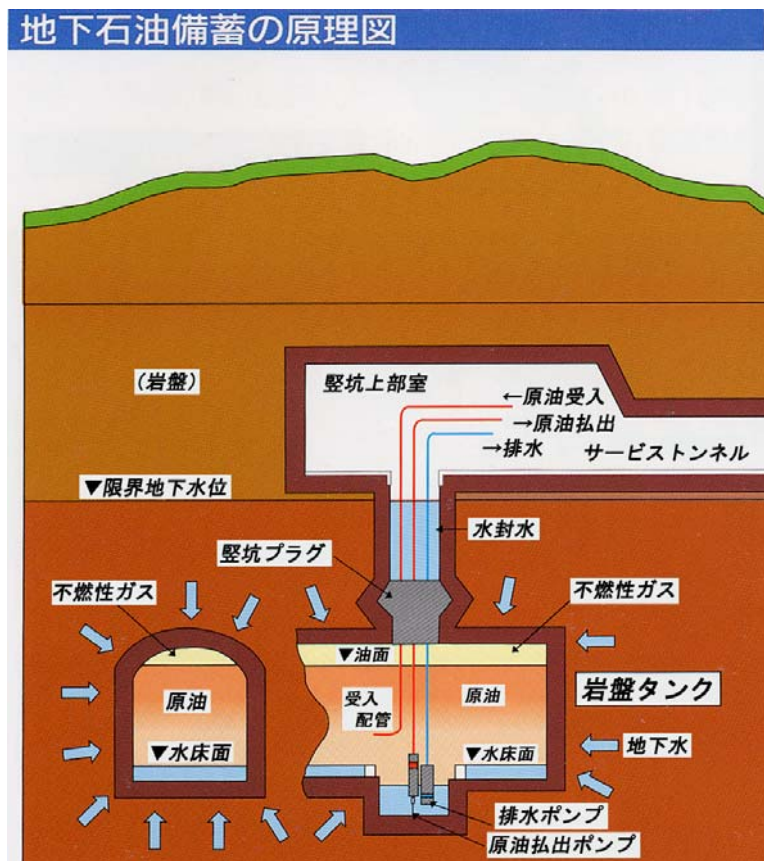 地下石油備蓄の原理図
(岩盤)
竪坑上部室
←原油受入
→原油払出
→排水
サービストンネル
▼限界地下水位
水封水
竪坑プラグ
不燃性ガス
不燃性ガス
▼油面
原油
受入
配管
原油
岩盤タンク
▼水床面
▼水床面
地下水
排水ポンプ
原油払出ポンプ